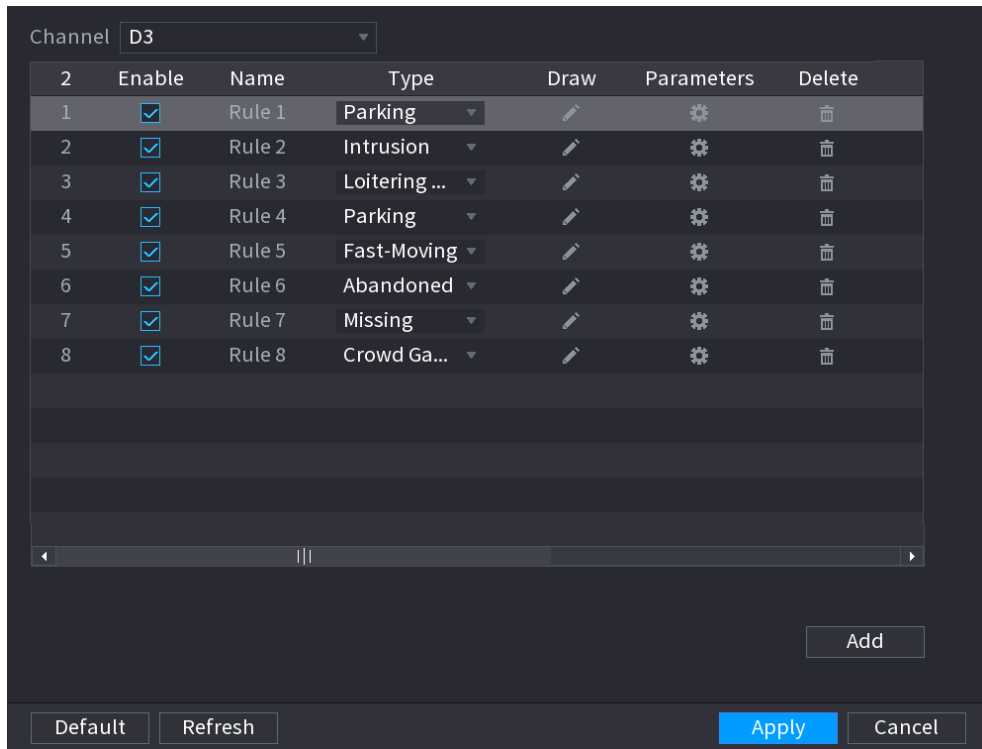 Channel D3
2 Enable Name Type Draw Parameters Delete
1 Rule 1 Parking
2 Rule 2 Intrusion
3 Rule 3 Loitering ...
4 Rule 4 Parking
5 Rule 5 Fast-Moving
6 Rule 6 Abandoned
7 Rule 7 Missing
8 Rule 8 Crowd Ga...
Add
Default Refresh Apply Cancel